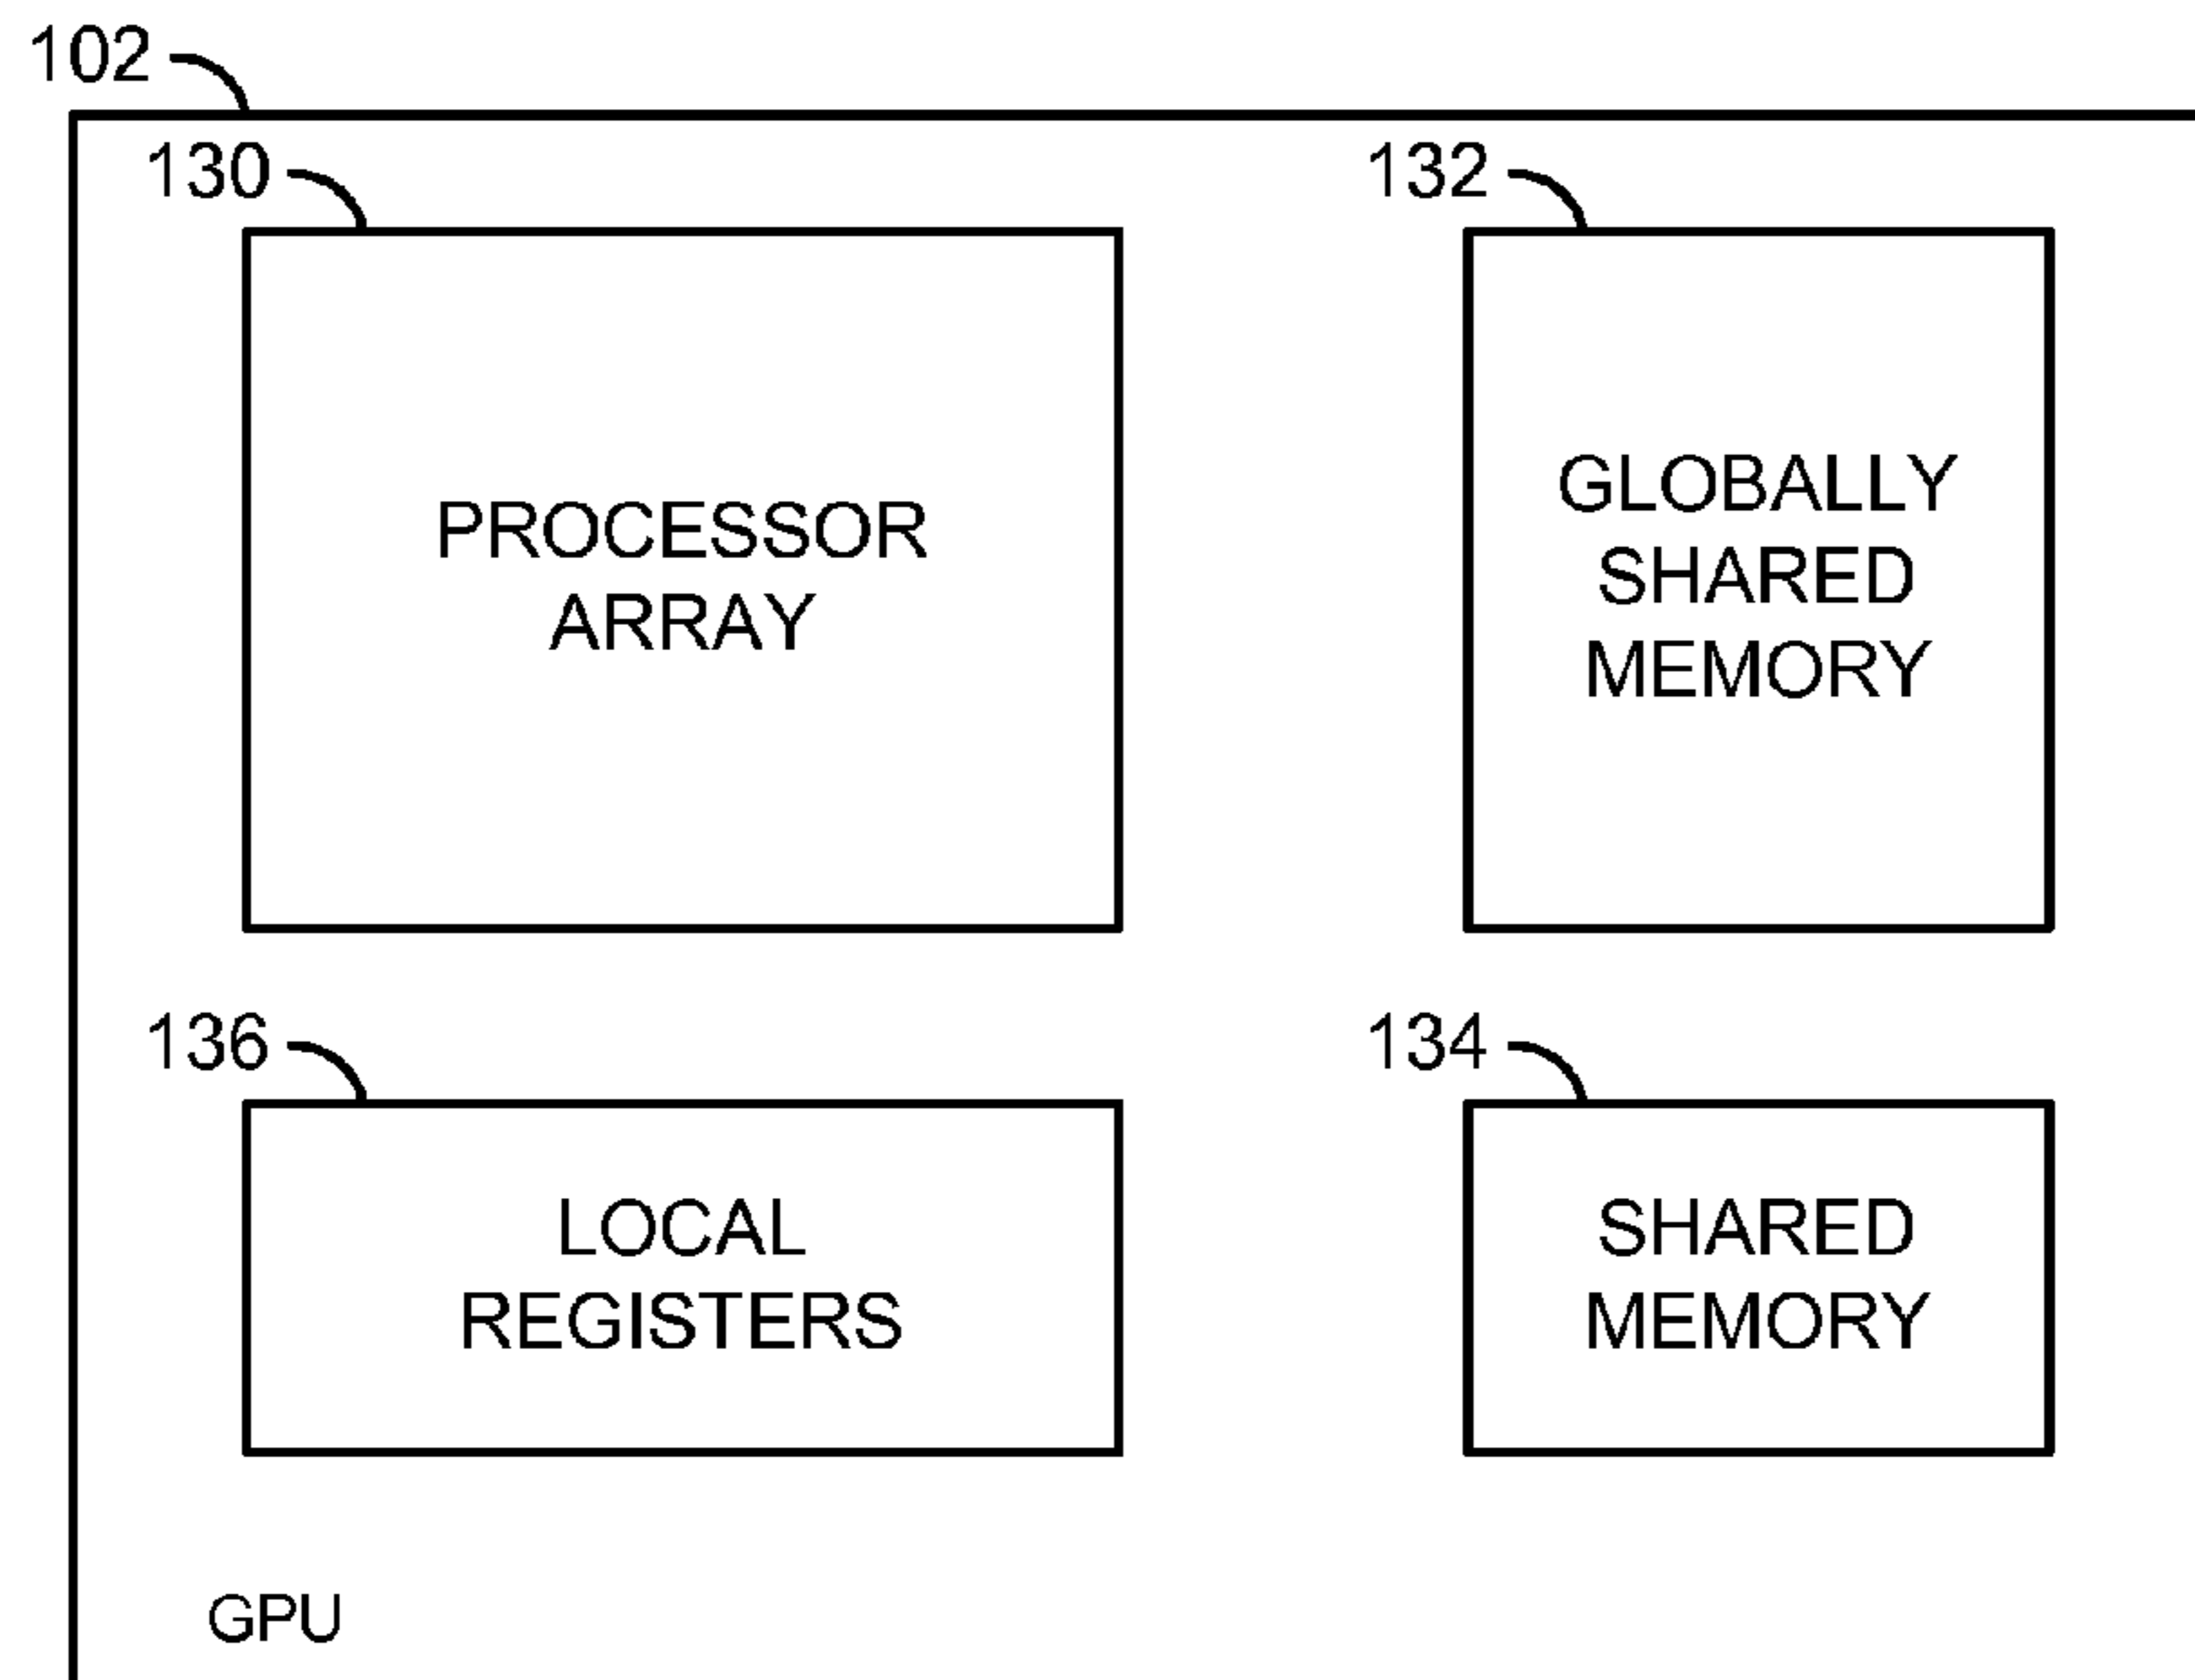 102
130
PROCESSOR
ARRAY
132
GLOBALLY
SHARED
MEMORY
136
LOCAL
REGISTERS
134
SHARED
MEMORY
GPU